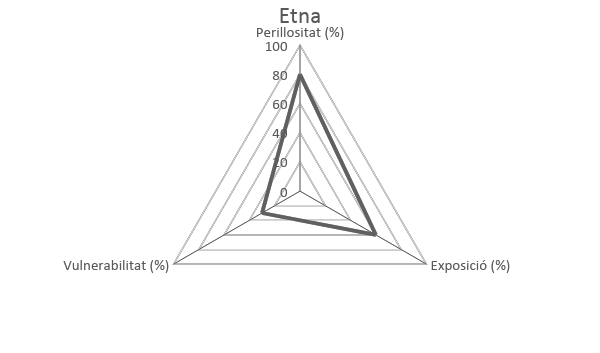 Etna
Perillositat (%)
100
80
60
40
20
0
Vulnerabilitat (%)
Exposició (%)